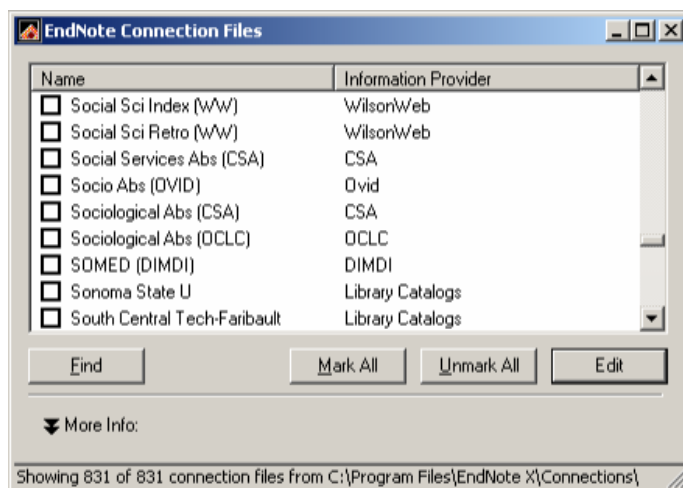 EndNote Connection Files
Name Information Provider
Social Sci Index (WW) WilsonWeb
Social Sci Retro (WW) WilsonWeb
Social Services Abs (CSA) CSA
Socio Abs (OVID) Ovid
Sociological Abs (CSA) CSA
Sociological Abs (OCLC) OCLC
SOMED (DIMDI) DIMDI
Sonoma State U Library Catalogs
South Central Tech-Faribault Library Catalogs
Find Mark All Unmark All Edit
More Info:
Showing 831 of 831 connection files from C:\Program Files\EndNote X\Connections\